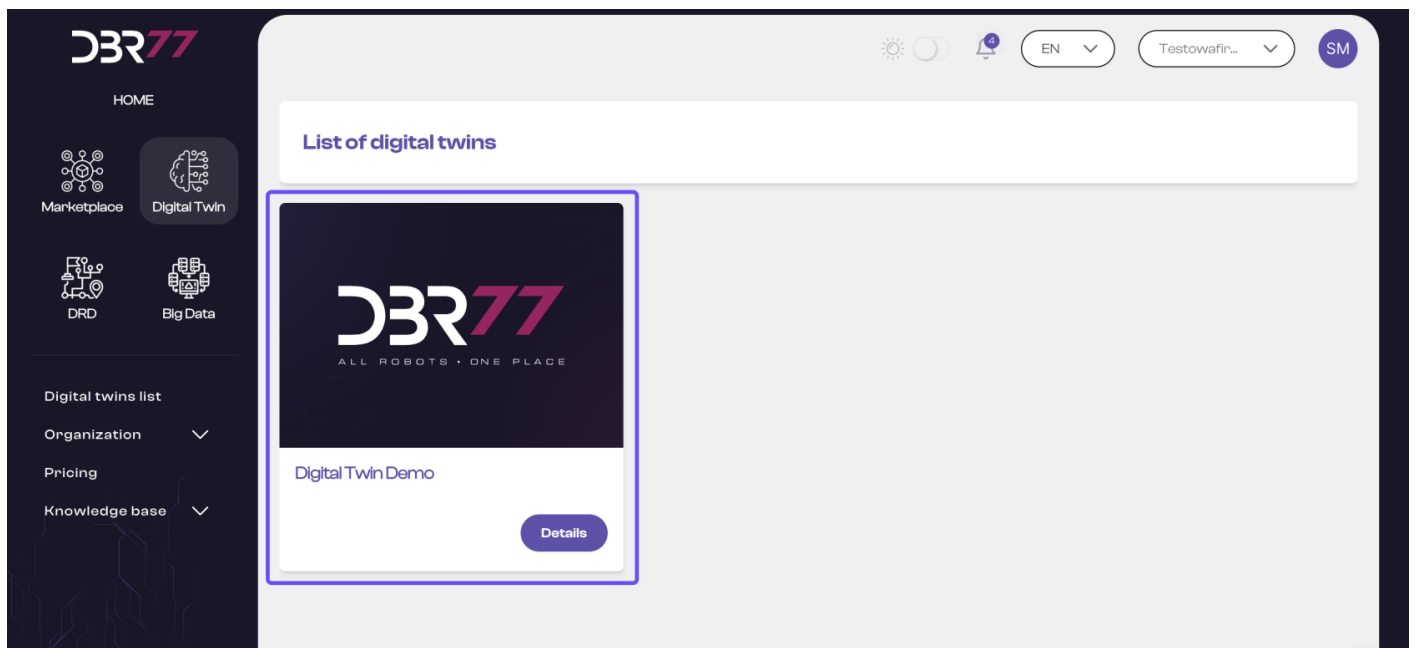 DBR77
HOME
Marketplace
Digital Twin
DRD
Big Data
Digital twins list
Organization
Pricing
Knowledge base
4
EN
Testowafir...
SM
List of digital twins
DBR77
ALL ROBOTS • ONE PLACE
Digital Twin Demo
Details